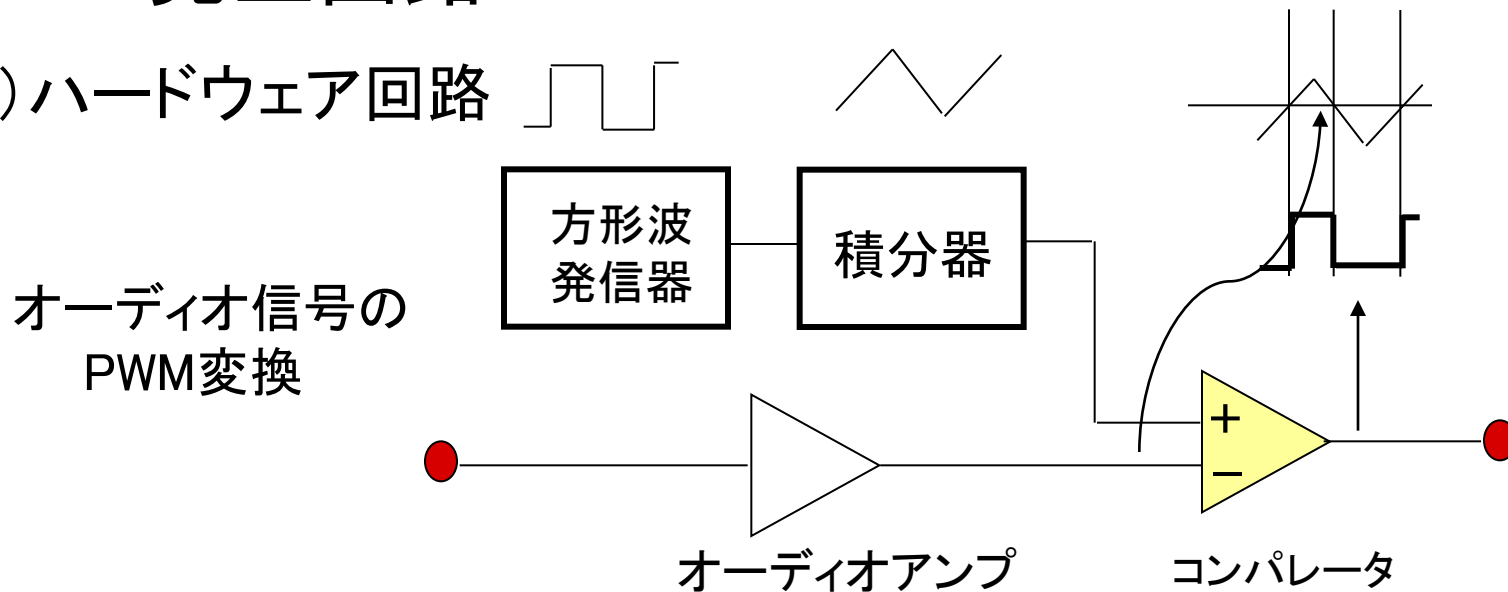 )ハードウェア回路
方形波
発信器
積分器
オーディオ信号の
PWM変換
+
−
オーディオアンプ
コンパレータ